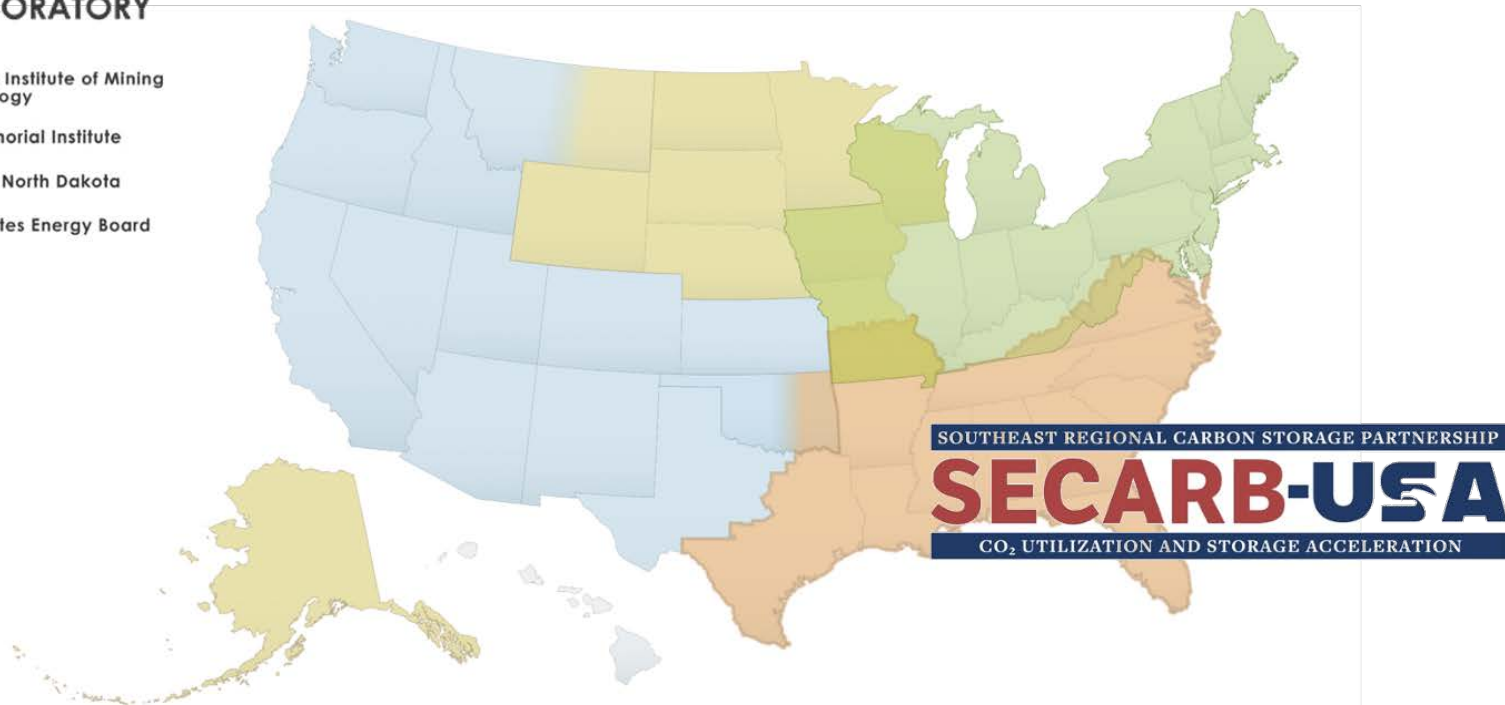 ORATORY
Institute of Mining
ogy
norial Institute
North Dakota
tes Energy Board
SOUTHEAST REGIONAL CARBON STORAGE PARTNERSHIP
SECARB-USA
CO₂ UTILIZATION AND STORAGE ACCELERATION